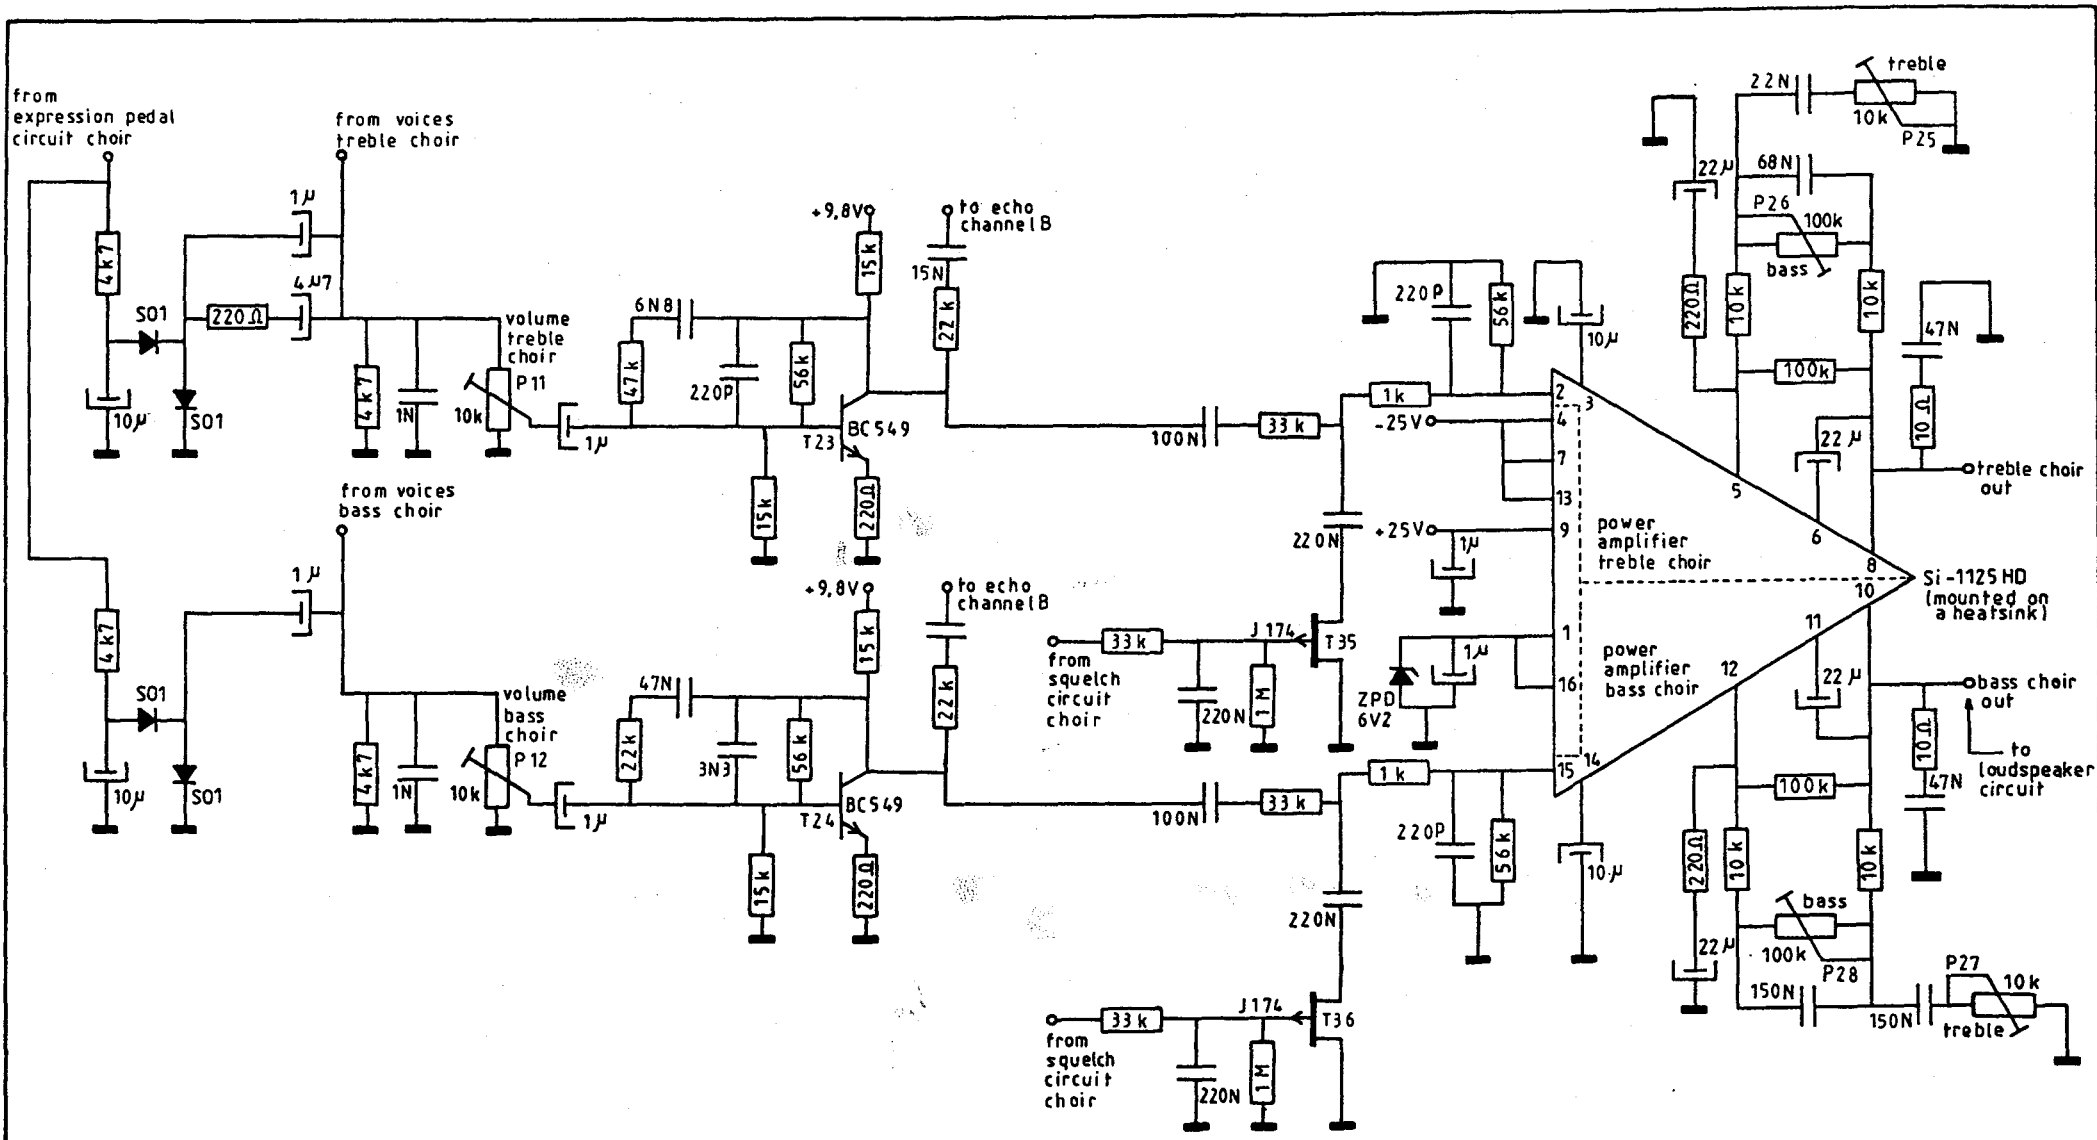 from
expression pedal
circuit choir
from voices
treble choir
1µ
4k7
4µ7
220Ω
S01
10µ
S01
4k7
1N
volume
treble
choir
P11
10k
1µ
6N8
47k
220P
56k
+9,8V
15k
to echo
channel B
15N
22k
BC549
T23
15k
220Ω
100N
33k
220N
1k
220P
56k
10µ
-25V
+25V
1µ
2
3
4
7
13
9
1
16
15
14
5
6
8
10
11
12
power
amplifier
treble choir
power
amplifier
bass choir
Si-1125HD
(mounted on
a heatsink)
22N
treble
10k
P25
68N
22µ
P26
100k
bass
220Ω
10k
10k
100k
47N
10Ω
22µ
treble choir
out
from voices
bass choir
1µ
4k7
S01
10µ
S01
4k7
1N
volume
bass
choir
P12
10k
1µ
47N
22k
3N3
56k
+9,8V
15k
to echo
channel B
22k
BC549
T24
15k
220Ω
from
squelch
circuit
choir
33k
J174
T35
220N
1M
ZPD
6V2
1µ
100N
33k
1k
220P
56k
10µ
220N
from
squelch
circuit
choir
33k
J174
T36
220N
1M
22µ
bass choir
out
to
loudspeaker
circuit
10Ω
47N
100k
220Ω
10k
10k
22µ
bass
100k
P28
150N
150N
P27
10k
treble